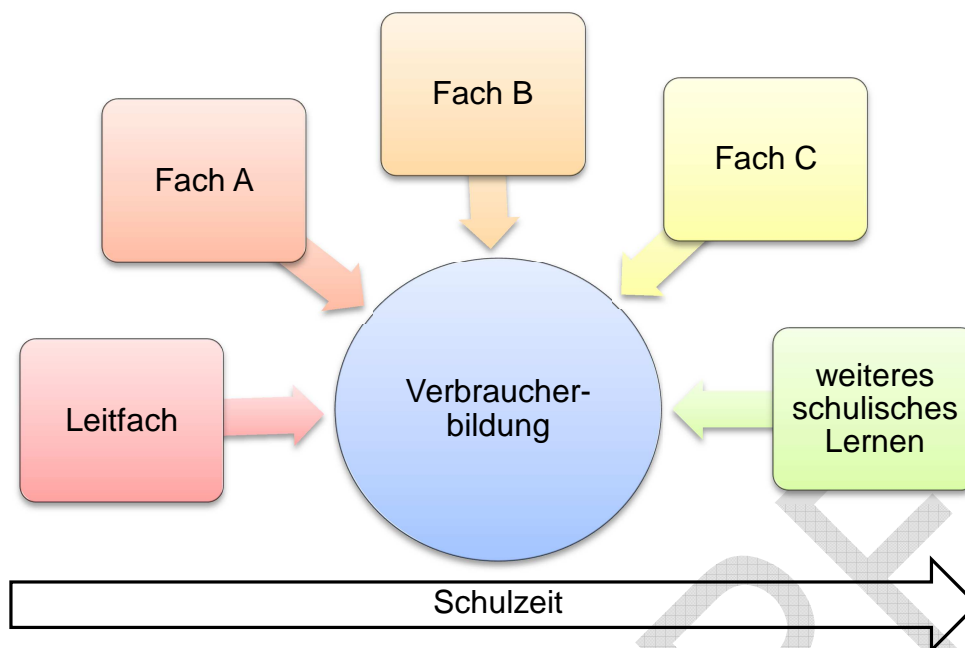 Fach B
Fach A
Fach C
Leitfach
Verbraucher-
bildung
weiteres
schulisches
Lernen
Schulzeit